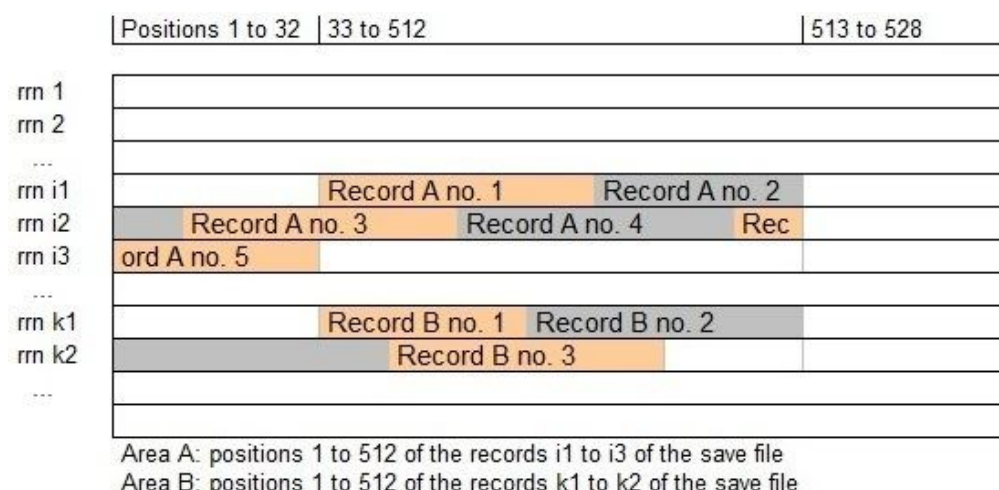 Positions 1 to 32 33 to 512 513 to 528
rrn 1
rrn 2
...
rrn i1 Record A no. 1 Record A no. 2
rrn i2 Record A no. 3 Record A no. 4 Rec
rrn i3 ord A no. 5
...
rrn k1 Record B no. 1 Record B no. 2
rrn k2 Record B no. 3
...
Area A: positions 1 to 512 of the records i1 to i3 of the save file
Area B: positions 1 to 512 of the records k1 to k2 of the save file